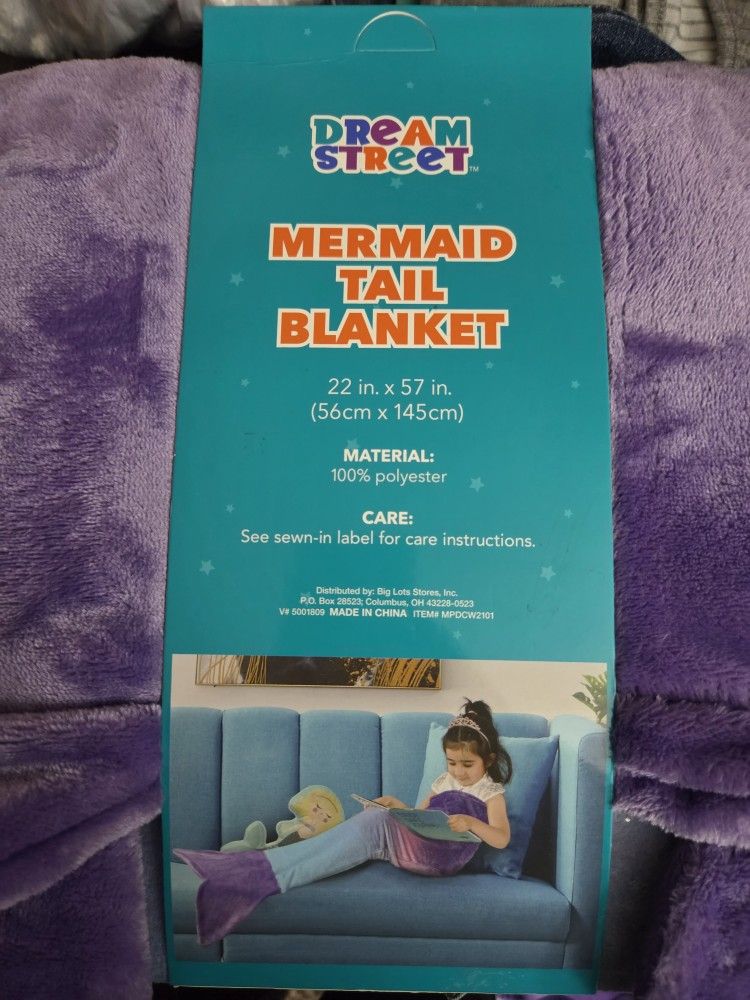 DREAM
STREET™
MERMAID
TAIL
BLANKET
22 in. x 57 in.
(56cm x 145cm)
MATERIAL:
100% polyester
CARE:
See sewn-in label for care instructions.
Distributed by: Big Lots Stores, Inc.
P.O. Box 28523; Columbus, OH 43228-0523
V# 5001809 MADE IN CHINA ITEM# MPDCW2101